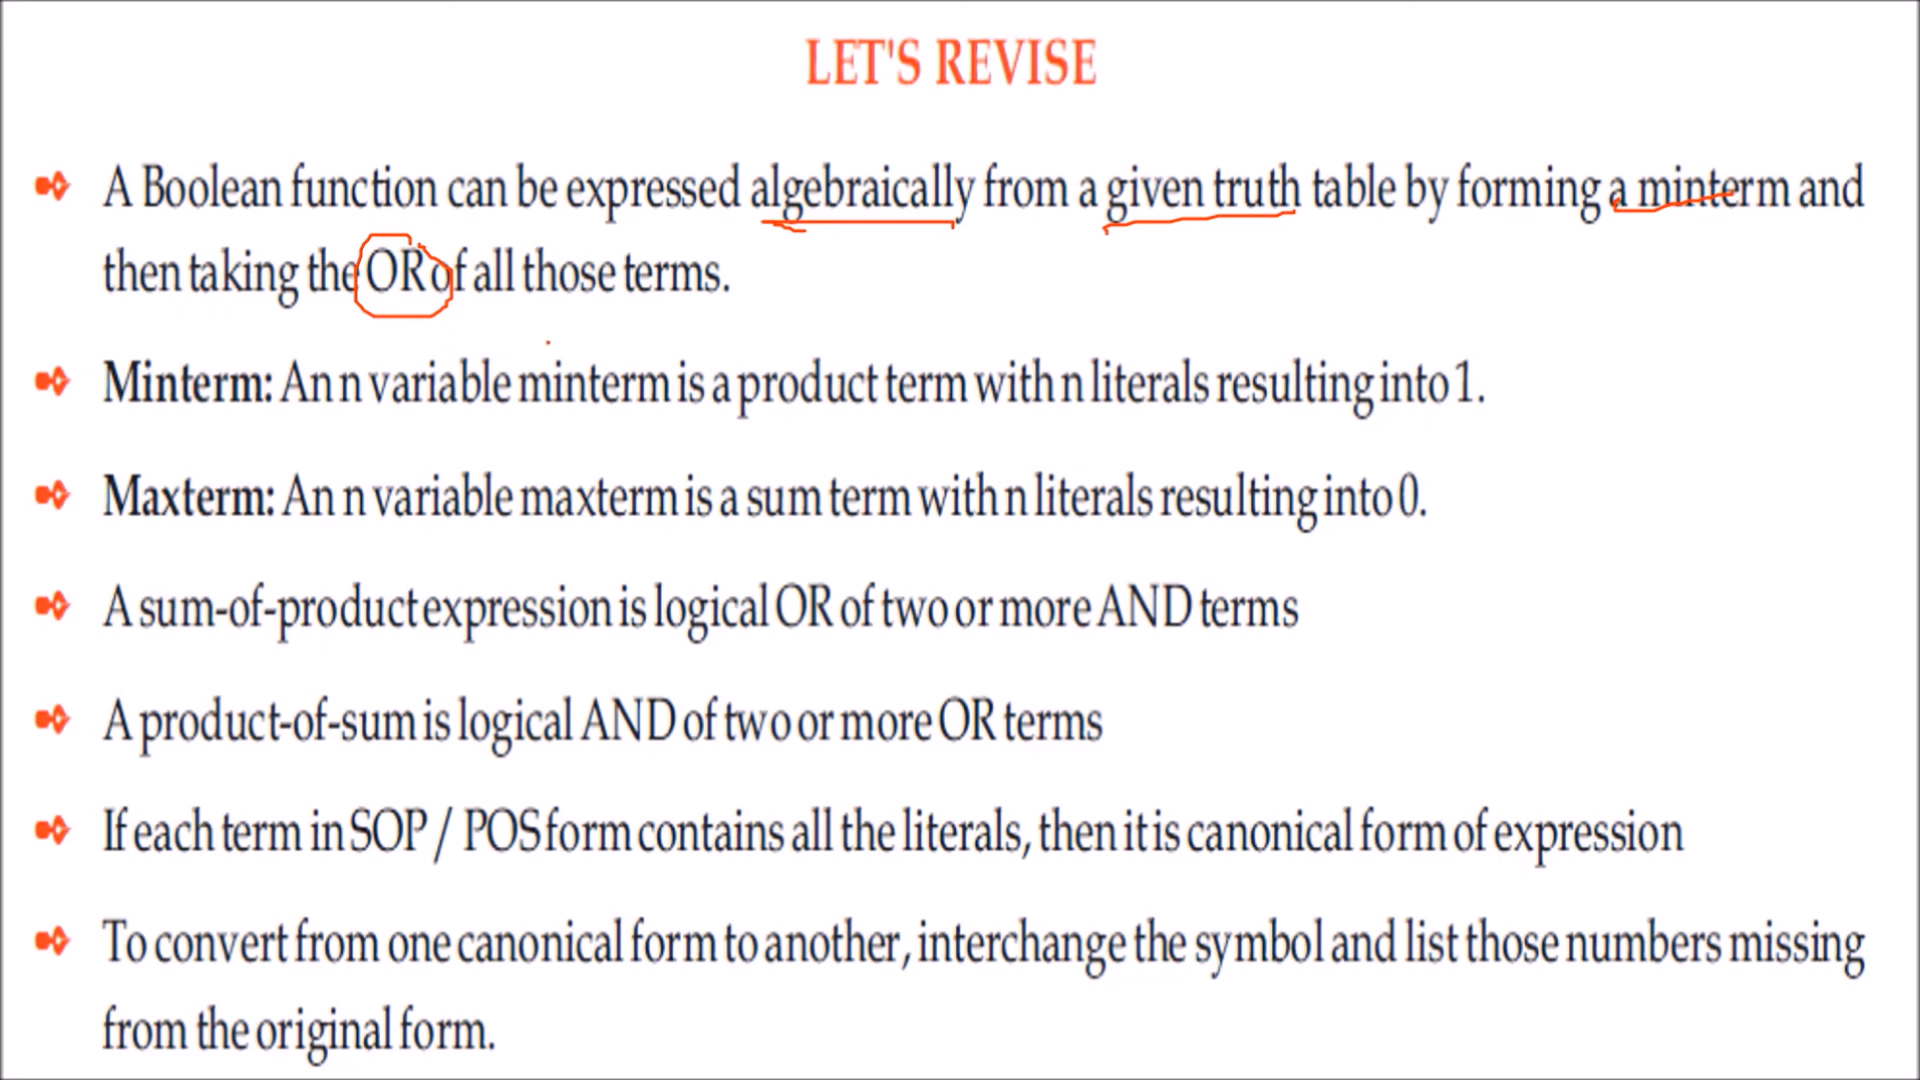 LET'S REVISE
A Boolean function can be expressed algebraically from a given truth table by forming a minterm and
then taking the OR of all those terms.
Minterm: An n variable minterm is a product term with n literals resulting into 1.
Maxterm: An n variable maxterm is a sum term with n literals resulting into 0.
A sum-of-product expression is logical OR of two or more AND terms
A product-of-sum is logical AND of two or more OR terms
If each term in SOP / POS form contains all the literals, then it is canonical form of expression
To convert from one canonical form to another, interchange the symbol and list those numbers missing
from the original form.